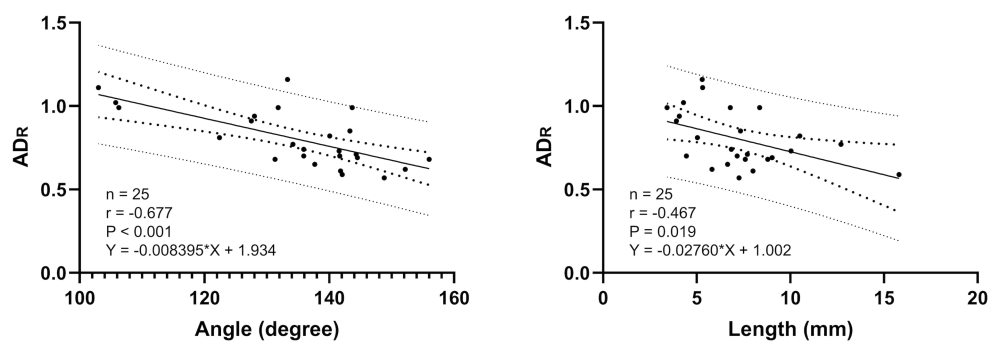 1.5
1.0
0.5
0.0
ADR
n = 25
r = -0.677
P < 0.001
Y = -0.008395*X + 1.934
100 120 140 160
Angle (degree)
1.5
1.0
0.5
0.0
ADR
n = 25
r = -0.467
P = 0.019
Y = -0.02760*X + 1.002
0 5 10 15 20
Length (mm)